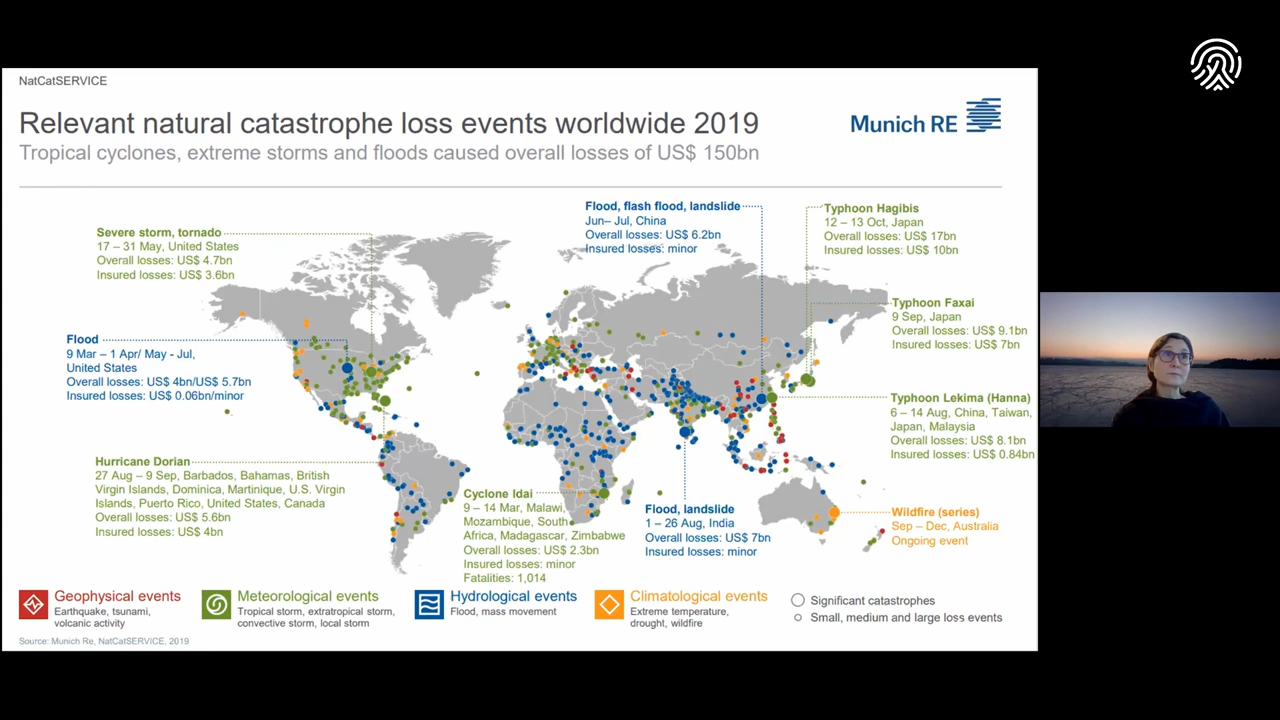 NatCatSERVICE
Relevant natural catastrophe loss events worldwide 2019
Tropical cyclones, extreme storms and floods caused overall losses of US$ 150bn
Munich RE
Severe storm, tornado
17 – 31 May, United States
Overall losses: US$ 4.7bn
Insured losses: US$ 3.6bn
Flood, flash flood, landslide
Jun– Jul, China
Overall losses: US$ 6.2bn
Insured losses: minor
Typhoon Hagibis
12 – 13 Oct, Japan
Overall losses: US$ 17bn
Insured losses: US$ 10bn
Typhoon Faxai
9 Sep, Japan
Overall losses: US$ 9.1bn
Insured losses: US$ 7bn
Flood
9 Mar – 1 Apr/ May - Jul,
United States
Overall losses: US$ 4bn/US$ 5.7bn
Insured losses: US$ 0.06bn/minor
Typhoon Lekima (Hanna)
6 – 14 Aug, China, Taiwan,
Japan, Malaysia
Overall losses: US$ 8.1bn
Insured losses: US$ 0.84bn
Hurricane Dorian
27 Aug – 9 Sep, Barbados, Bahamas, British
Virgin Islands, Dominica, Martinique, U.S. Virgin
Islands, Puerto Rico, United States, Canada
Overall losses: US$ 5.6bn
Insured losses: US$ 4bn
Cyclone Idai
9 – 14 Mar, Malawi,
Mozambique, South
Africa, Madagascar, Zimbabwe
Overall losses: US$ 2.3bn
Insured losses: minor
Fatalities: 1,014
Flood, landslide
1 – 26 Aug, India
Overall losses: US$ 7bn
Insured losses: minor
Wildfire (series)
Sep – Dec, Australia
Ongoing event
Geophysical events
Earthquake, tsunami,
volcanic activity
Meteorological events
Tropical storm, extratropical storm,
convective storm, local storm
Hydrological events
Flood, mass movement
Climatological events
Extreme temperature,
drought, wildfire
Significant catastrophes
Small, medium and large loss events
Source: Munich Re, NatCatSERVICE, 2019